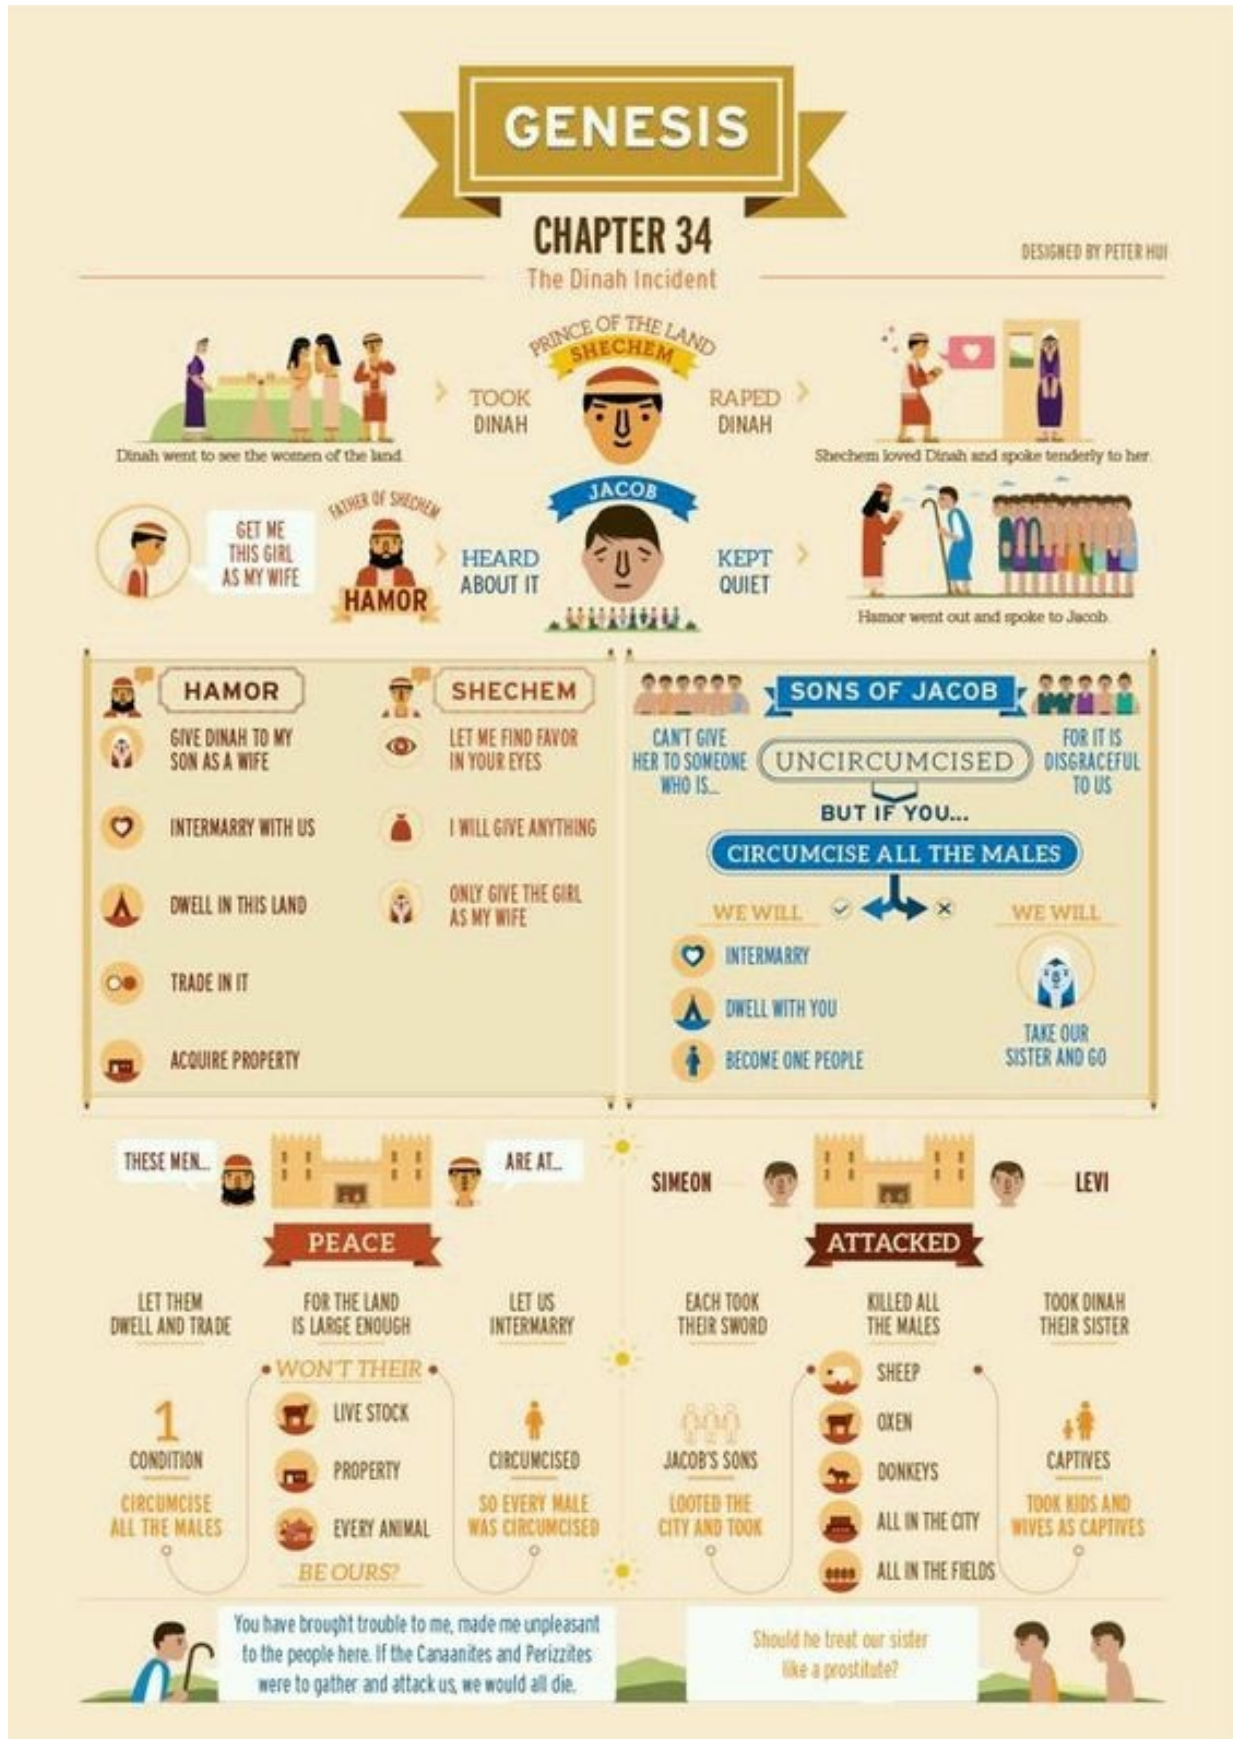 GENESIS
CHAPTER 34
DESIGNED BY PETER HUI
The Dinah Incident
PRINCE OF THE LAND
SHECHEM
TOOK
DINAH
RAPED
DINAH
Dinah went to see the women of the land
Shechem loved Dinah and spoke tenderly to her.
GET ME
THIS GIRL
AS MY WIFE
FATHER OF SHECHEM
HAMOR
JACOB
HEARD
ABOUT IT
KEPT
QUIET
Hamor went out and spoke to Jacob.
HAMOR
GIVE DINAH TO MY
SON AS A WIFE
INTERMARRY WITH US
DWELL IN THIS LAND
TRADE IN IT
ACQUIRE PROPERTY
SHECHEM
LET ME FIND FAVOR
IN YOUR EYES
I WILL GIVE ANYTHING
ONLY GIVE THE GIRL
AS MY WIFE
SONS OF JACOB
CAN'T GIVE
HER TO SOMEONE
WHO IS...
UNCIRCUMCISED
FOR IT IS
DISGRACEFUL
TO US
BUT IF YOU...
CIRCUMCISE ALL THE MALES
WE WILL
INTERMARRY
DWELL WITH YOU
BECOME ONE PEOPLE
WE WILL
TAKE OUR
SISTER AND GO
THESE MEN...
ARE AT...
PEACE
LET THEM
DWELL AND TRADE
FOR THE LAND
IS LARGE ENOUGH
LET US
INTERMARRY
1
CONDITION
CIRCUMCISE
ALL THE MALES
WON'T THEIR
LIVE STOCK
PROPERTY
EVERY ANIMAL
BE OURS?
CIRCUMCISED
SO EVERY MALE
WAS CIRCUMCISED
SIMEON
LEVI
ATTACKED
EACH TOOK
THEIR SWORD
KILLED ALL
THE MALES
TOOK DINAH
THEIR SISTER
JACOB'S SONS
LOOTED THE
CITY AND TOOK
SHEEP
OXEN
DONKEYS
ALL IN THE CITY
ALL IN THE FIELDS
CAPTIVES
TOOK KIDS AND
WIVES AS CAPTIVES
You have brought trouble to me, made me unpleasant
to the people here. If the Canaanites and Perizzites
were to gather and attack us, we would all die.
Should he treat our sister
like a prostitute?